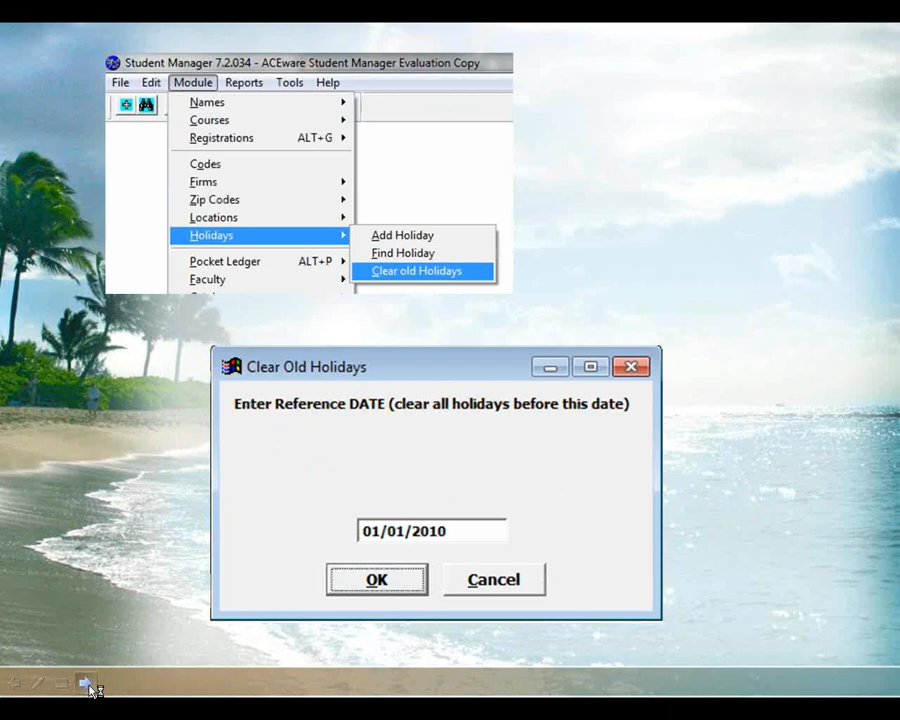 Student Manager 7.2.034 - ACEware Student Manager Evaluation Copy
File Edit Module Reports Tools Help
Names
Courses
Registrations ALT+G
Codes
Firms
Zip Codes
Locations
Holidays
Add Holiday
Find Holiday
Clear old Holidays
Pocket Ledger ALT+P
Faculty
Clear Old Holidays
Enter Reference DATE (clear all holidays before this date)
01/01/2010
OK Cancel